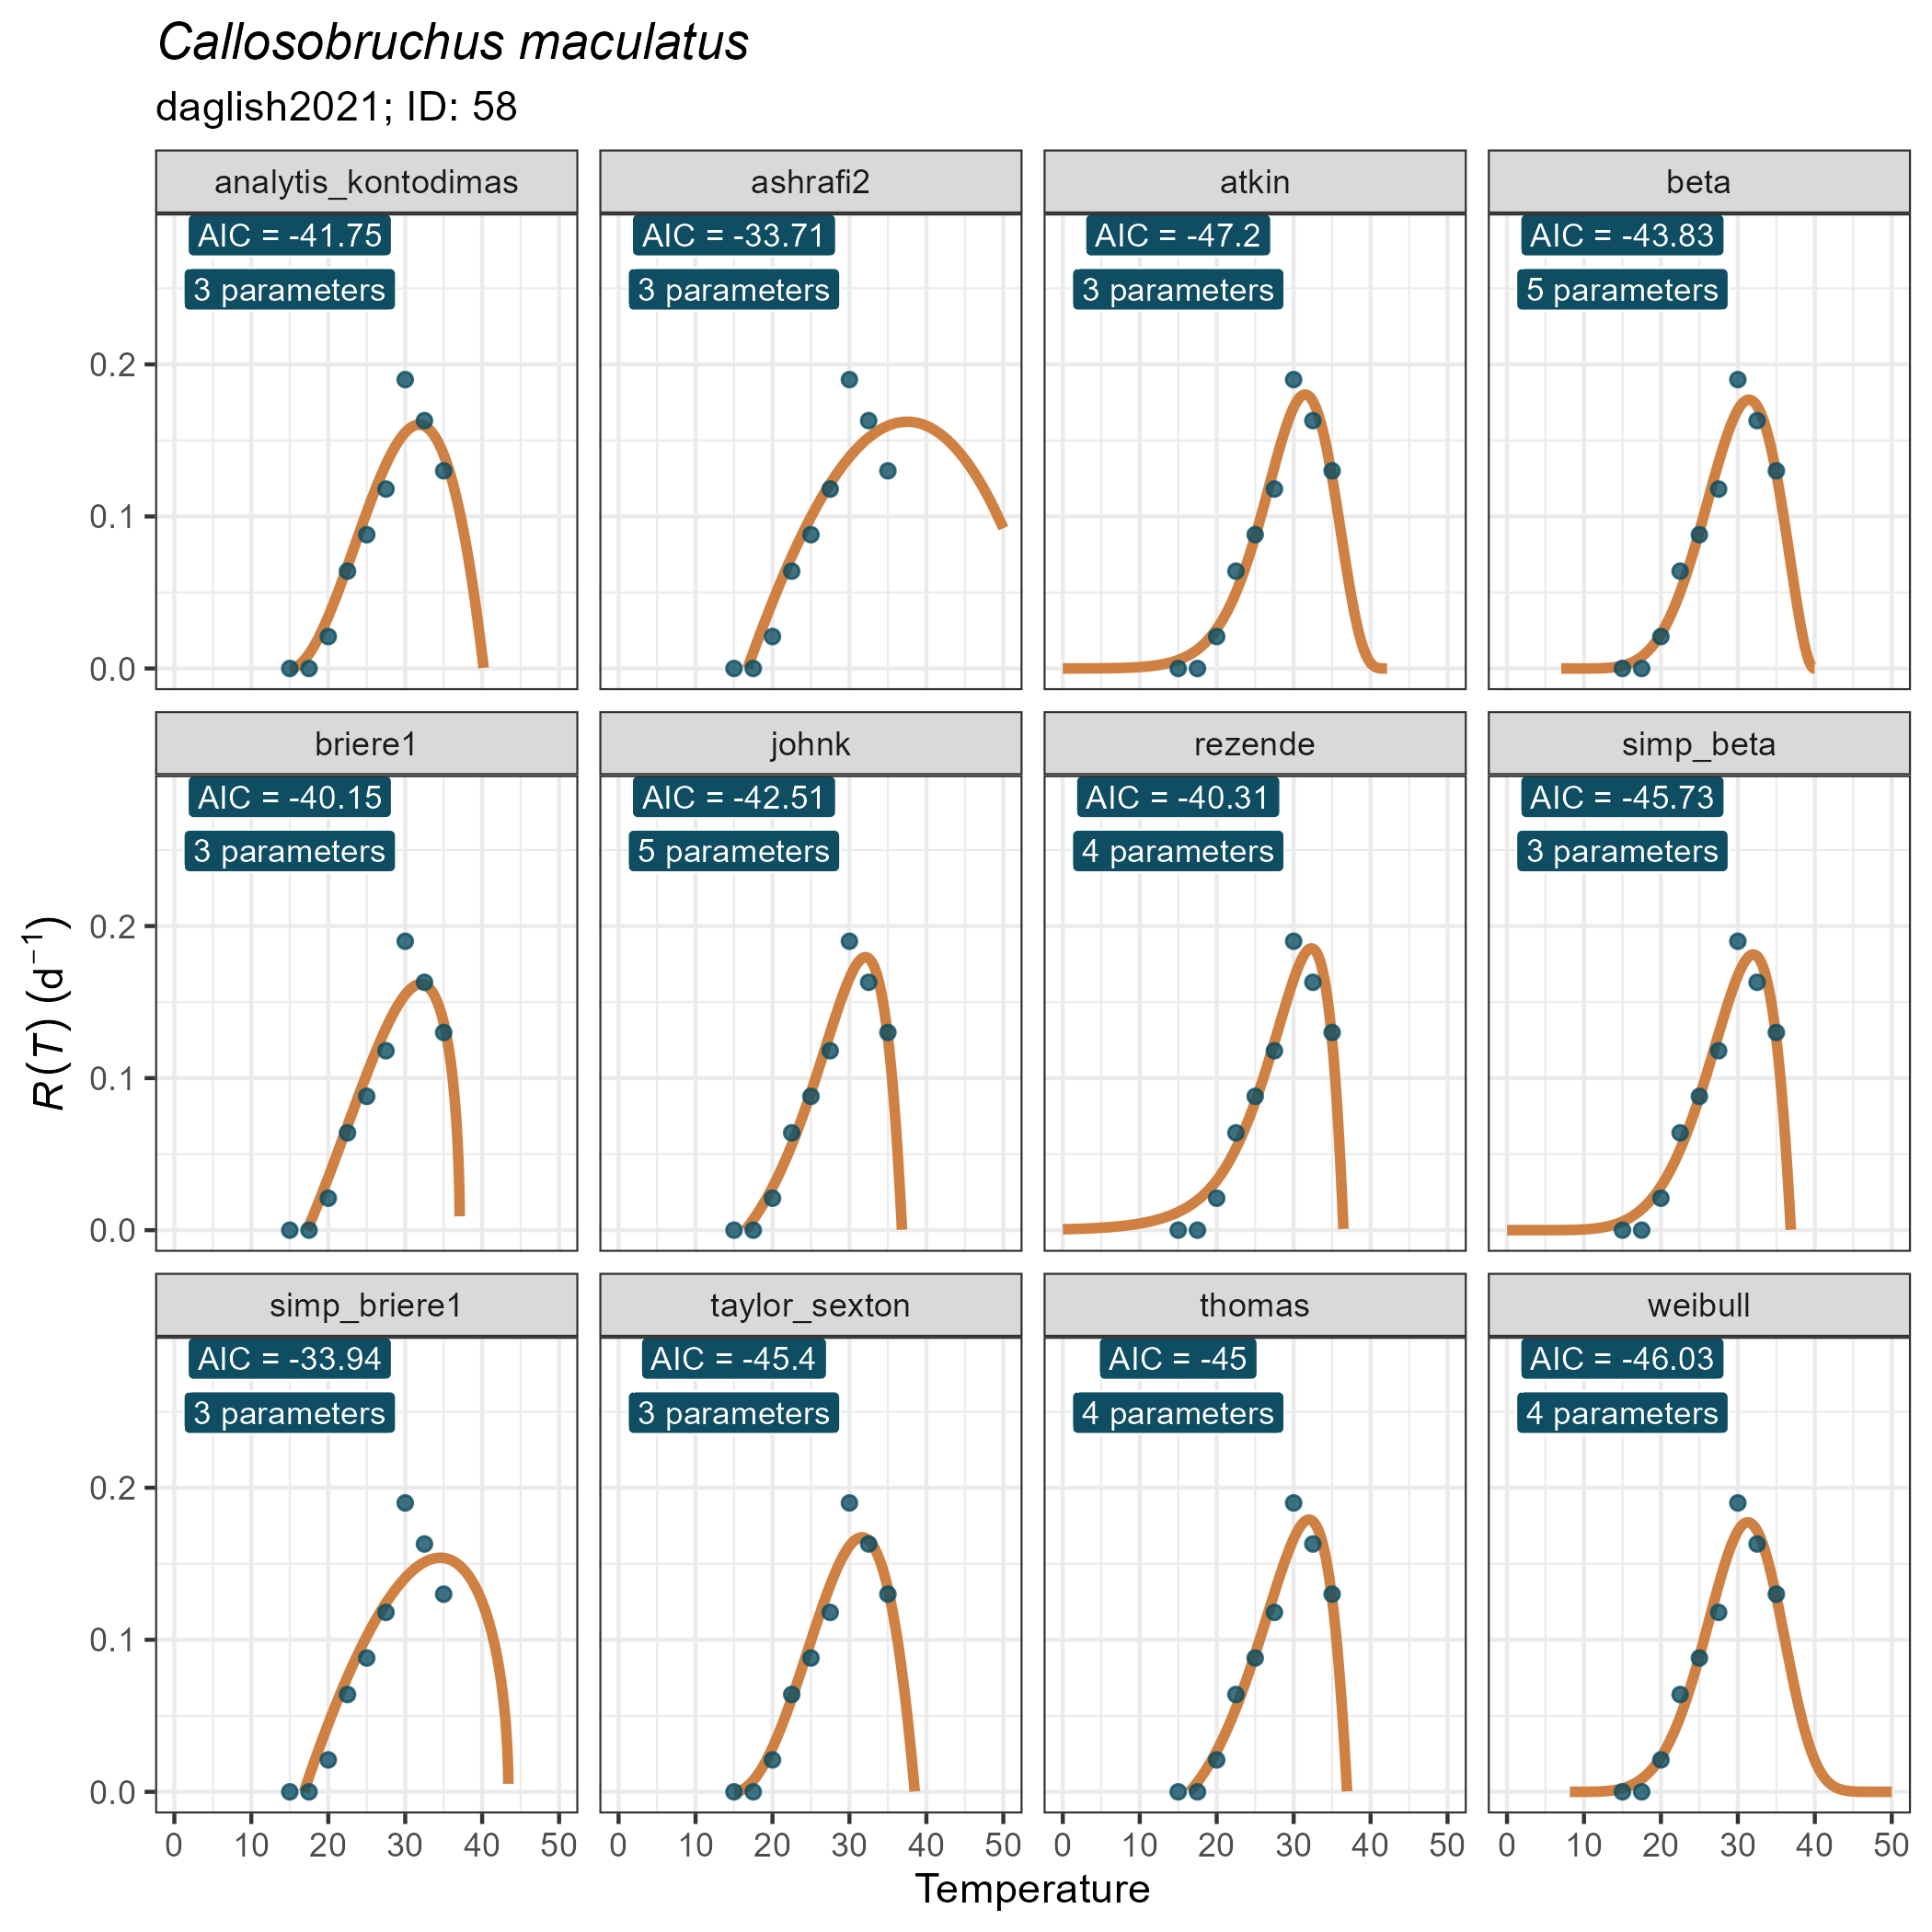 Callosobruchus maculatus
daglish2021; ID: 58
analytis_kontodimas
ashrafi2
atkin
beta
AIC = -41.75
AIC = -33.71
AIC = -47.2
AIC = -43.83
3 parameters
3 parameters
3 parameters
5 parameters
0.2
0.1
0.0
briere1
johnk
rezende
simp_beta
AIC = -40.15
AIC = -42.51
AIC = -40.31
AIC = -45.73
3 parameters
5 parameters
4 parameters
3 parameters
0.2
0.1
0.0
R(T) (d⁻¹)
simp_briere1
taylor_sexton
thomas
weibull
AIC = -33.94
AIC = -45.4
AIC = -45
AIC = -46.03
3 parameters
3 parameters
4 parameters
4 parameters
0.2
0.1
0.0
0 10 20 30 40 50
0 10 20 30 40 50
0 10 20 30 40 50
0 10 20 30 40 50
Temperature